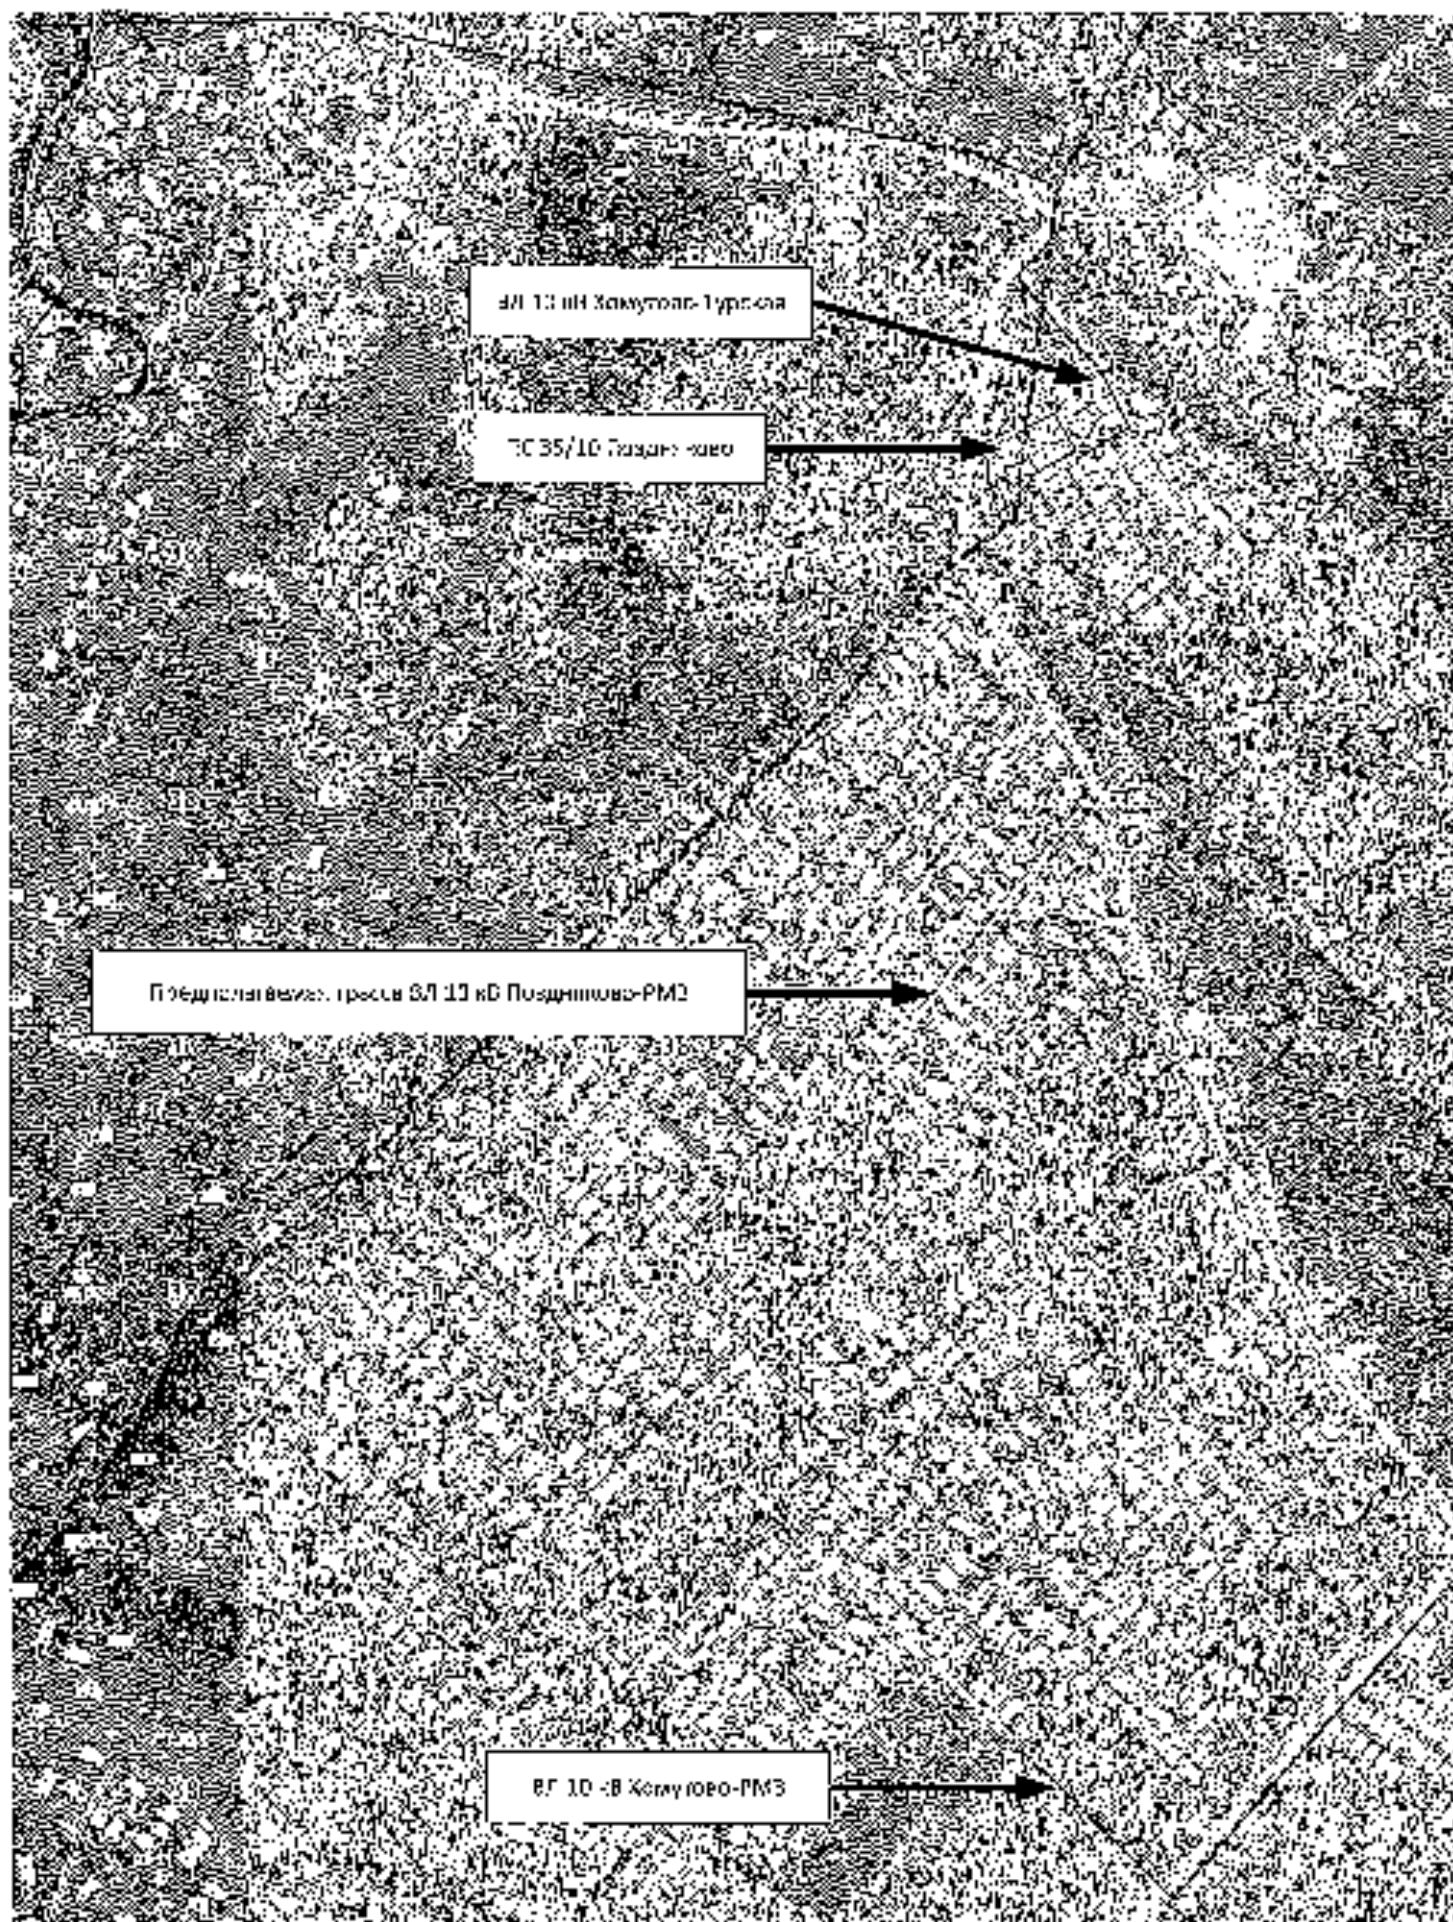 ВЛ 10 кВ Хомутово-Турская
ПС 35/10 Поздняково
Предполагаемая трасса ВЛ 10 кВ Поздняково-РМЗ
ВЛ 10 кВ Хомутово-РМЗ